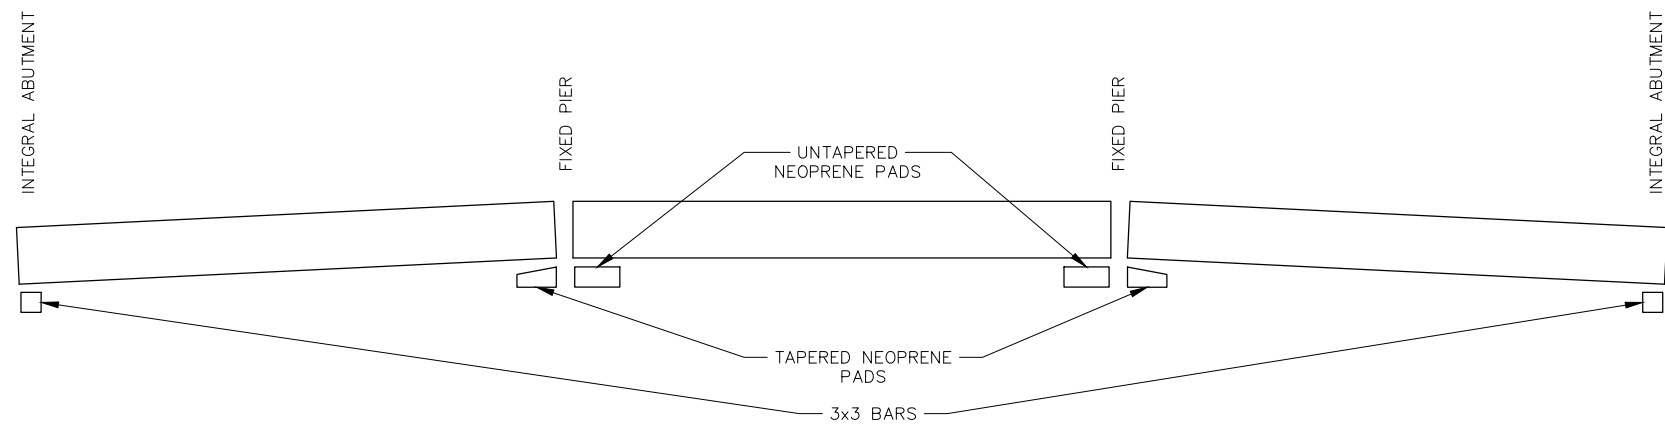 INTEGRAL ABUTMENT
FIXED PIER
FIXED PIER
INTEGRAL ABUTMENT
UNTAPERED
NEOPRENE PADS
TAPERED NEOPRENE
PADS
3x3 BARS